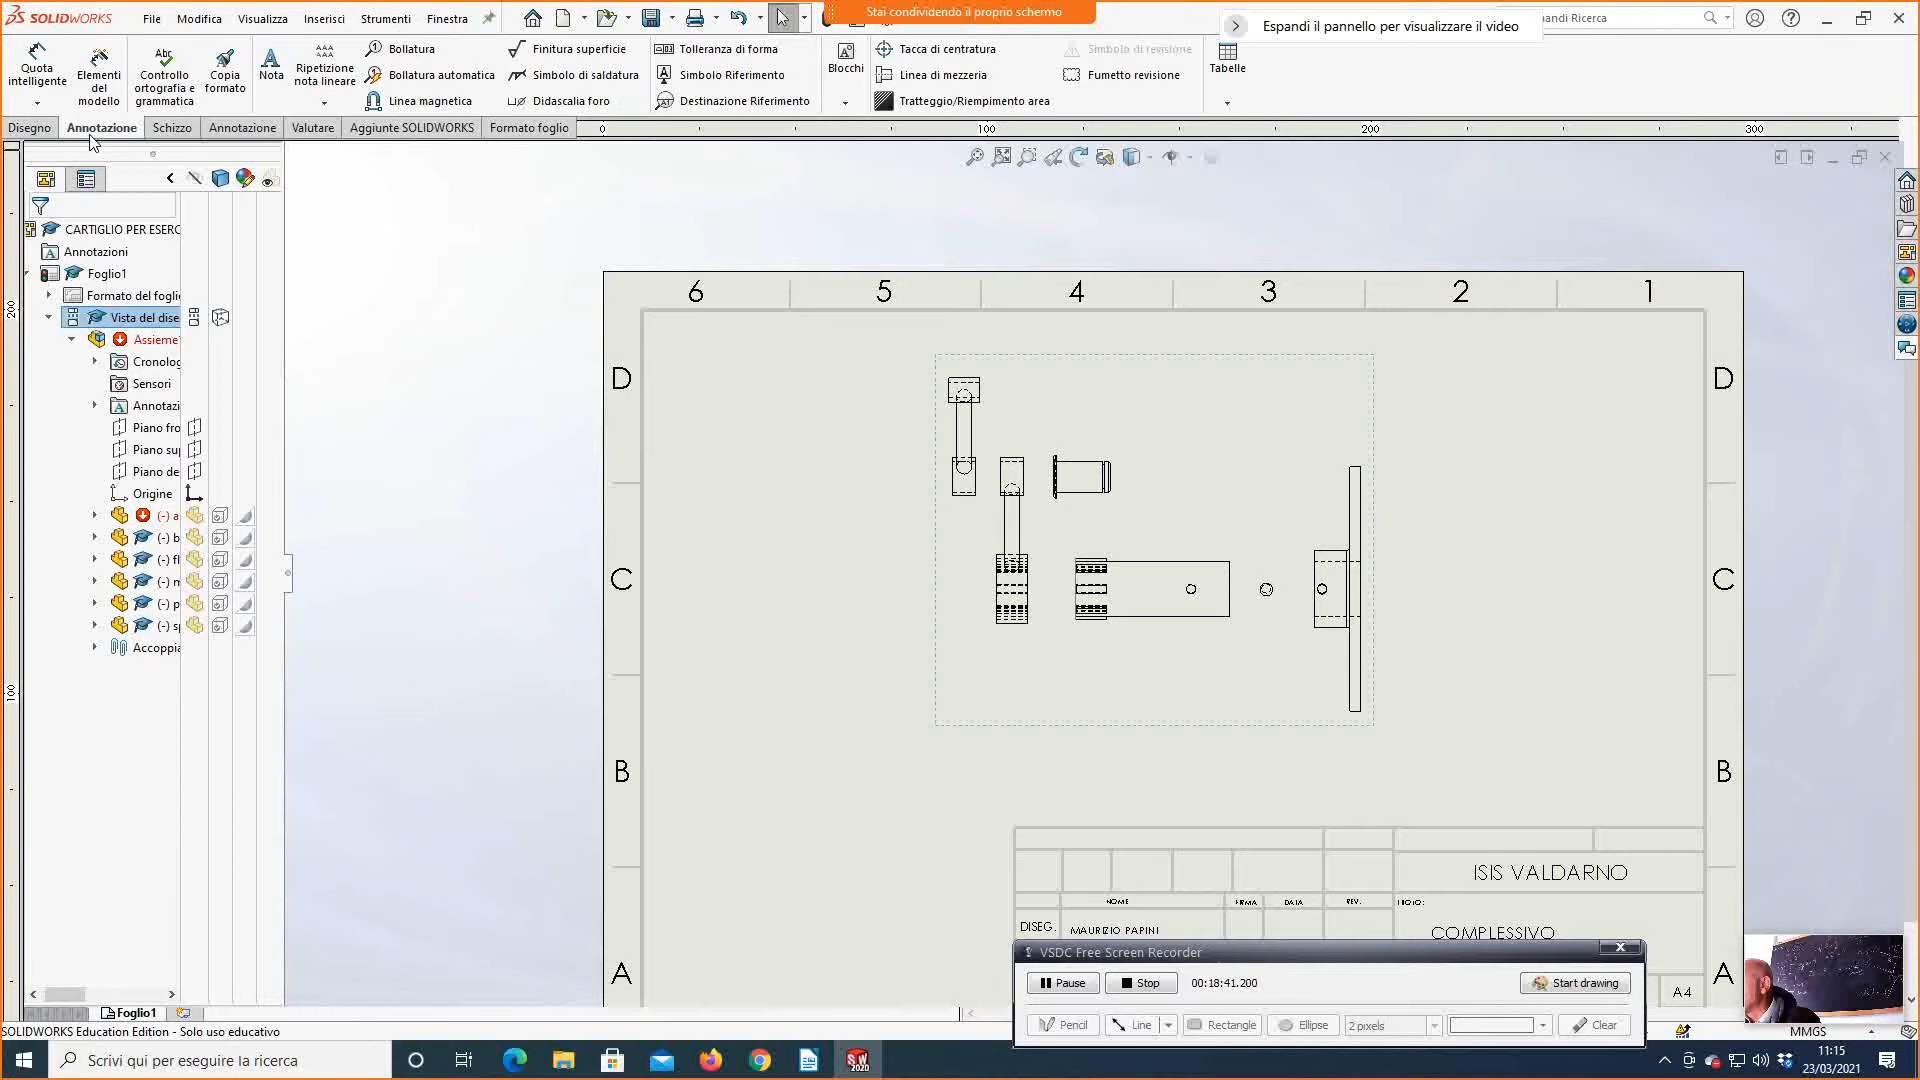 SOLIDWORKS File Modifica Visualizza Inserisci Strumenti Finestra
Stai condividendo il proprio schermo
Espandi il pannello per visualizzare il video
Ricerca
Quota intelligente
Elementi del modello
Controllo ortografia e grammatica
Copia formato
Nota
Ripetizione nota lineare
Bollatura
Bollatura automatica
Linea magnetica
Finitura superficie
Simbolo di saldatura
Didascalia foro
Tolleranza di forma
Simbolo Riferimento
Destinazione Riferimento
Blocchi
Tacca di centratura
Linea di mezzeria
Tratteggio/Riempimento area
Simbolo di revisione
Fumetto revisione
Tabelle
Disegno Annotazione Schizzo Annotazione Valutare Aggiunte SOLIDWORKS Formato foglio
0 100 200 300
200
100
CARTIGLIO PER ESERC
Annotazioni
Foglio1
Formato del fogli
Vista del dise
Assieme
Cronolog
Sensori
Annotazi
Piano fro
Piano su
Piano de
Origine
(-) a
(-) b
(-) fl
(-) m
(-) p
(-) s
Accoppia
6 5 4 3 2 1
D D
C C
B B
A A
ISIS VALDARNO
NOME FIRMA DATA REV. TITOLO:
DISEG. MAURIZIO PAPINI
COMPLESSIVO
A4
VSDC Free Screen Recorder
Pause Stop 00:18:41.200 Start drawing
Pencil Line Rectangle Ellipse 2 pixels Clear
Foglio1
SOLIDWORKS Education Edition - Solo uso educativo
MMGS
Scrivi qui per eseguire la ricerca
SW 2020
11:15
23/03/2021